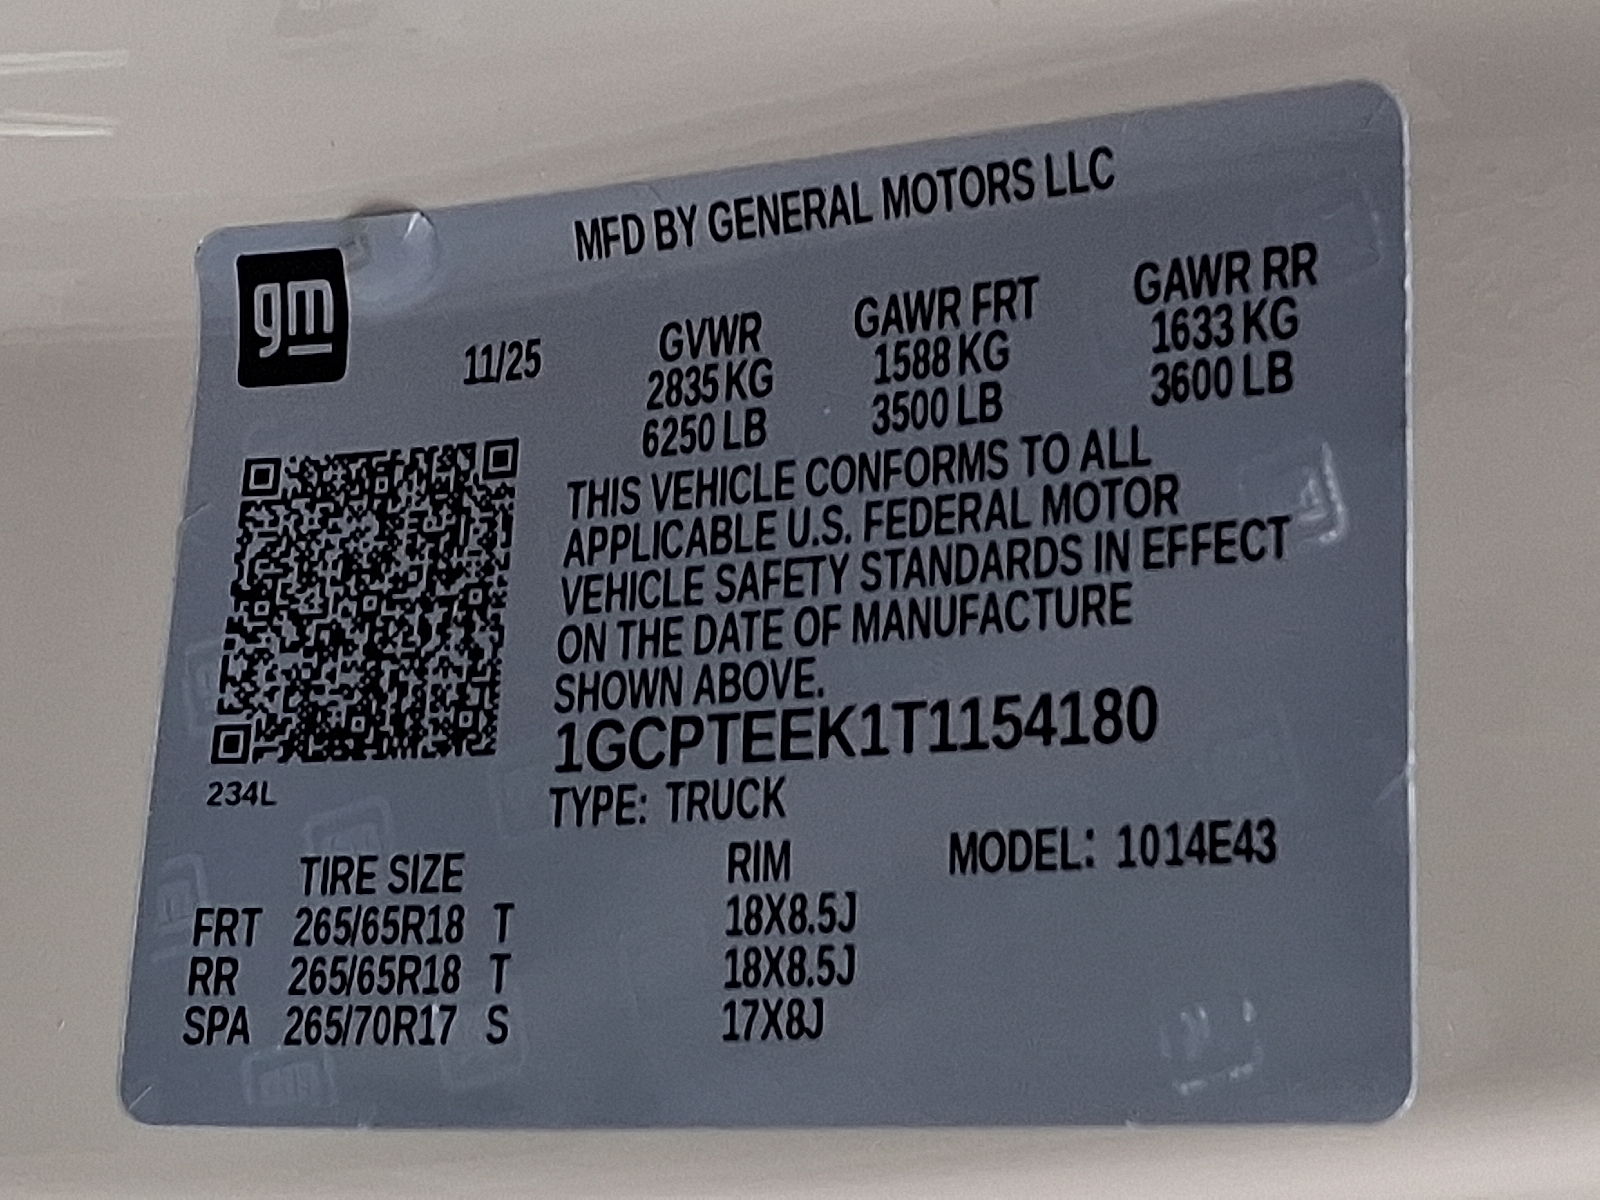 MFD BY GENERAL MOTORS LLC
gm
11/25
GVWR GAWR FRT GAWR RR
2835 KG 1588 KG 1633 KG
6250 LB 3500 LB 3600 LB
THIS VEHICLE CONFORMS TO ALL
APPLICABLE U.S. FEDERAL MOTOR
VEHICLE SAFETY STANDARDS IN EFFECT
ON THE DATE OF MANUFACTURE
SHOWN ABOVE.
1GCPTEEK1T1154180
234L
TYPE: TRUCK
MODEL: 1014E43
TIRE SIZE RIM
FRT 265/65R18 T 18X8.5J
RR 265/65R18 T 18X8.5J
SPA 265/70R17 S 17X8J